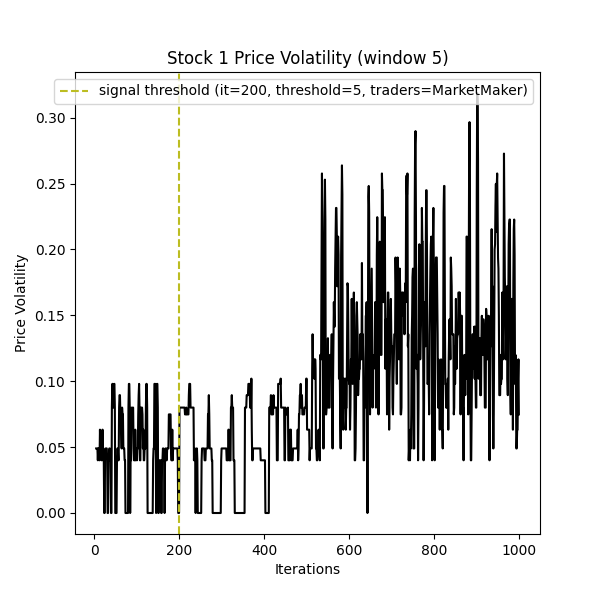 Stock 1 Price Volatility (window 5)
signal threshold (it=200, threshold=5, traders=MarketMaker)
Price Volatility
0.30
0.25
0.20
0.15
0.10
0.05
0.00
0 200 400 600 800 1000
Iterations